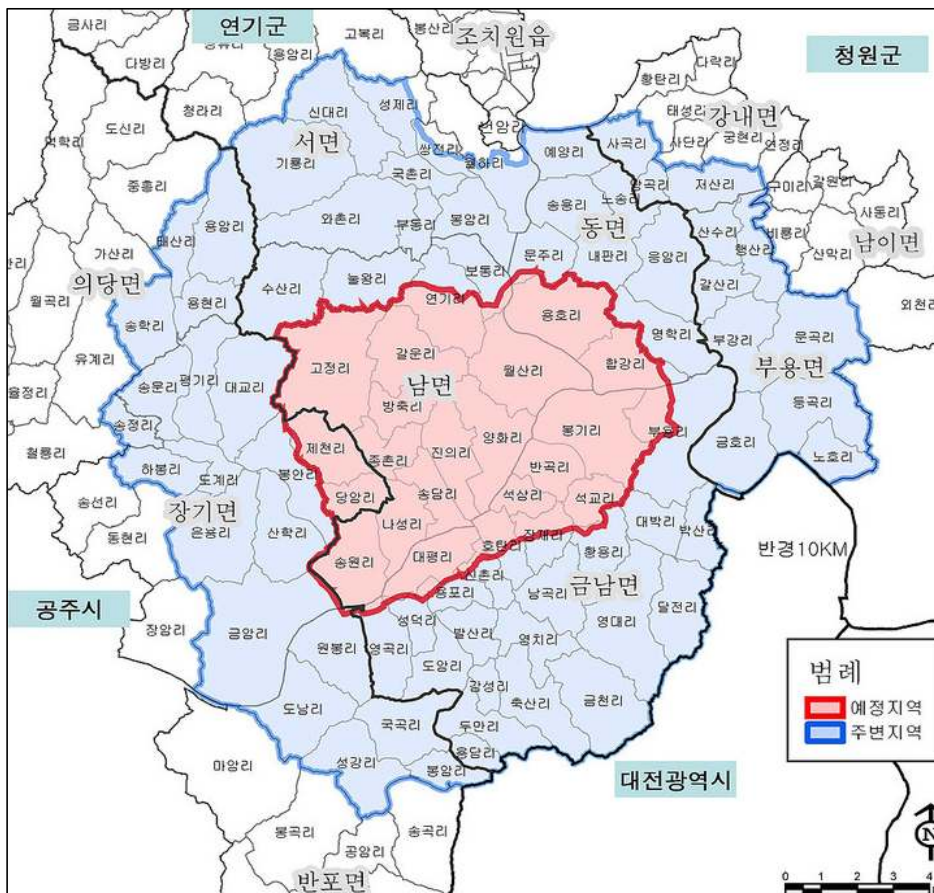 금사리
연기군
고복리
봉산리
조치원읍
청원군
다방리
용암리
황탄리
다락리
청라리
신대리
성제리
번암리
태성리
강내면
도신리
서면
사곡리
사단리
궁현리
연정리
기룡리
쌍전리
월하리
예양리
국촌리
저산리
구미리
갈원리
중흥리
와촌리
부동리
봉암리
송용리
노송리
사동리
용암리
태산리
동면
산수리
비룡리
남이면
가산리
의당면
눌왕리
보통리
문주리
내판리
응암리
행산리
산막리
월곡리
용현리
수산리
연기리
용호리
갈산리
외천리
송학리
명학리
부강리
문곡리
유계리
고정리
갈운리
월산리
합강리
부용면
송문리
평기리
대교리
남면
방축리
등곡리
송정리
제천리
종촌리
진의리
양화리
봉기리
부용리
금호리
노호리
철룡리
하봉리
도계리
봉안리
당암리
송담리
반곡리
석삼리
석교리
송선리
장기면
나성리
대박리
박산리
동현리
은용리
산학리
송원리
대평리
호탄리
장재리
황용리
반경10KM
신촌리
금남면
공주시
용포리
낭곡리
달전리
장암리
금암리
원봉리
성덕리
발산리
영치리
영대리
영곡리
도암리
감성리
축산리
금천리
범례
예정지역
주변지역
도남리
국곡리
두만리
마암리
성강리
봉암리
용담리
대전광역시
봉곡리
송곡리
공암리
반포면
N
0 1 2 3 4